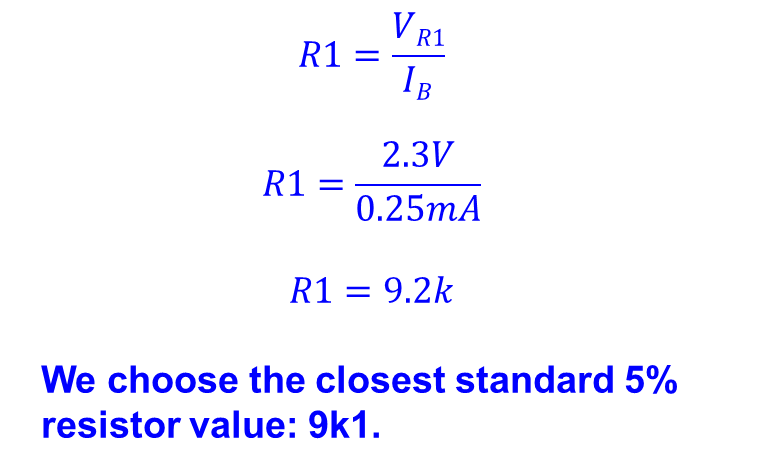 R1 = V_R1 / I_B
R1 = 2.3V / 0.25mA
R1 = 9.2k
We choose the closest standard 5%
resistor value: 9k1.